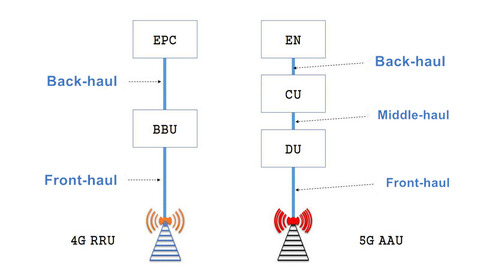 EPC
EN
Back-haul
Back-haul
CU
Middle-haul
BBU
DU
Front-haul
Front-haul
4G RRU
5G AAU